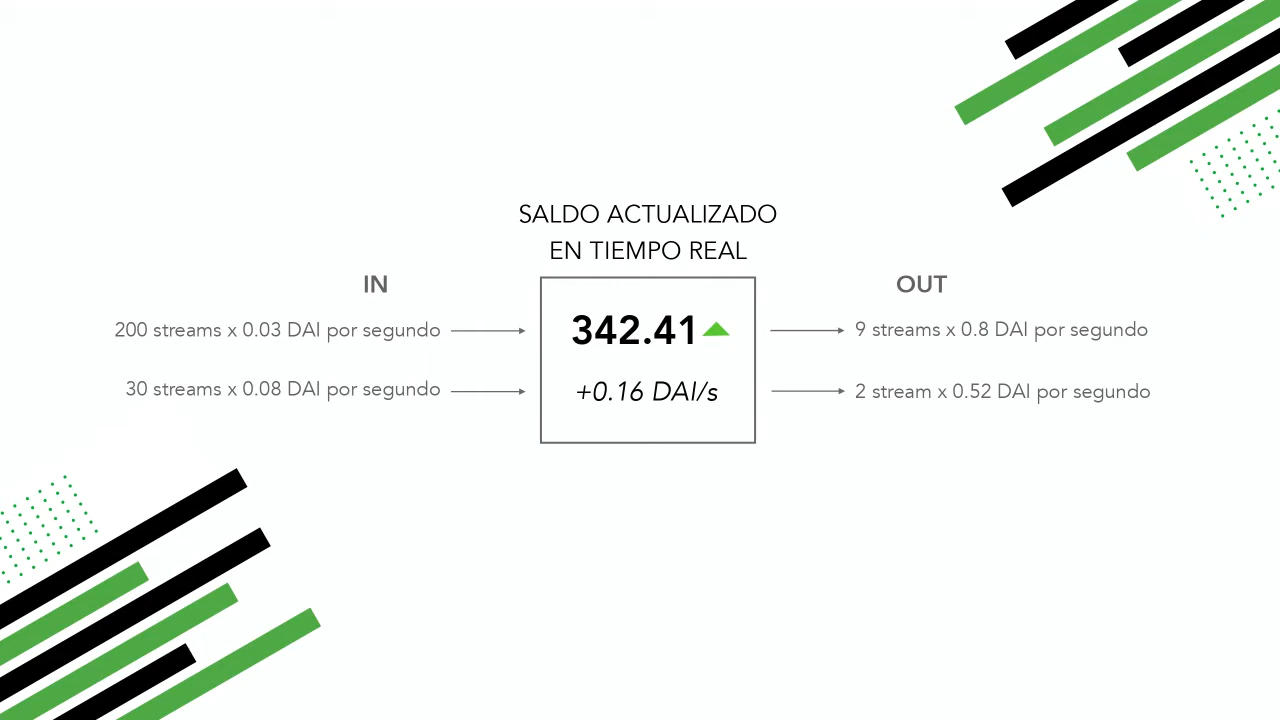 SALDO ACTUALIZADO
EN TIEMPO REAL
IN
200 streams x 0.03 DAI por segundo
30 streams x 0.08 DAI por segundo
342.41
+0.16 DAI/s
OUT
9 streams x 0.8 DAI por segundo
2 stream x 0.52 DAI por segundo